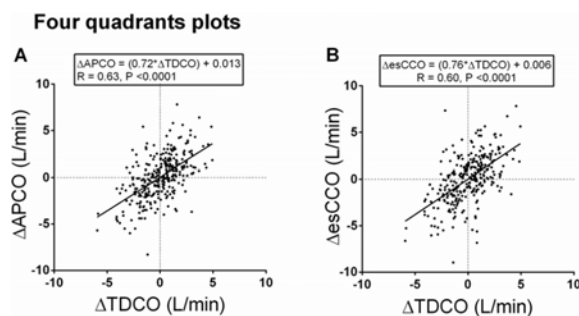 Four quadrants plots
A
ΔAPCO = (0.72*ΔTDCO) + 0.013
R = 0.63, P <0.0001
10
5
0
-5
-10
-10
-5
0
5
10
ΔAPCO (L/min)
ΔTDCO (L/min)
B
ΔesCCO = (0.76*ΔTDCO) + 0.006
R = 0.60, P <0.0001
10
5
0
-5
-10
-10
-5
0
5
10
ΔesCCO (L/min)
ΔTDCO (L/min)